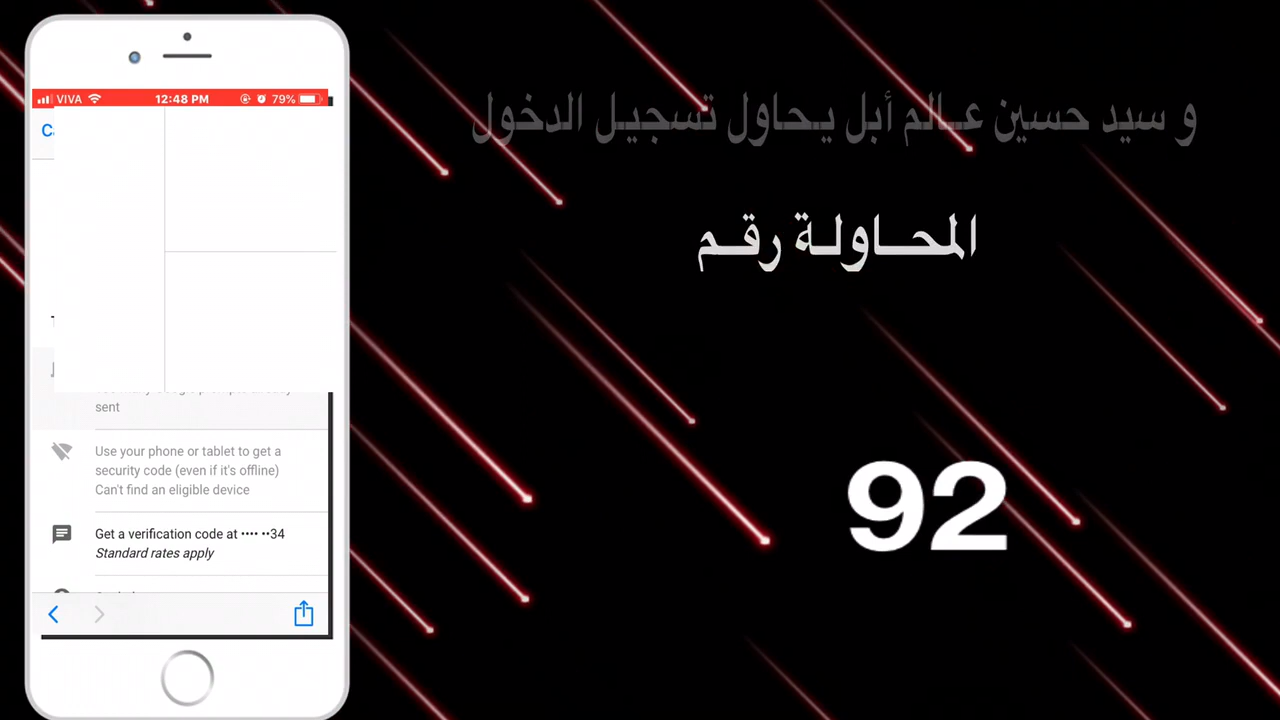 VIVA 12:48 PM 79%
و سيد حسين عالم أبل يحاول تسجيل الدخول
المحاولة رقم
92
sent
Use your phone or tablet to get a
security code (even if it's offline)
Can't find an eligible device
Get a verification code at •••• ••34
Standard rates apply